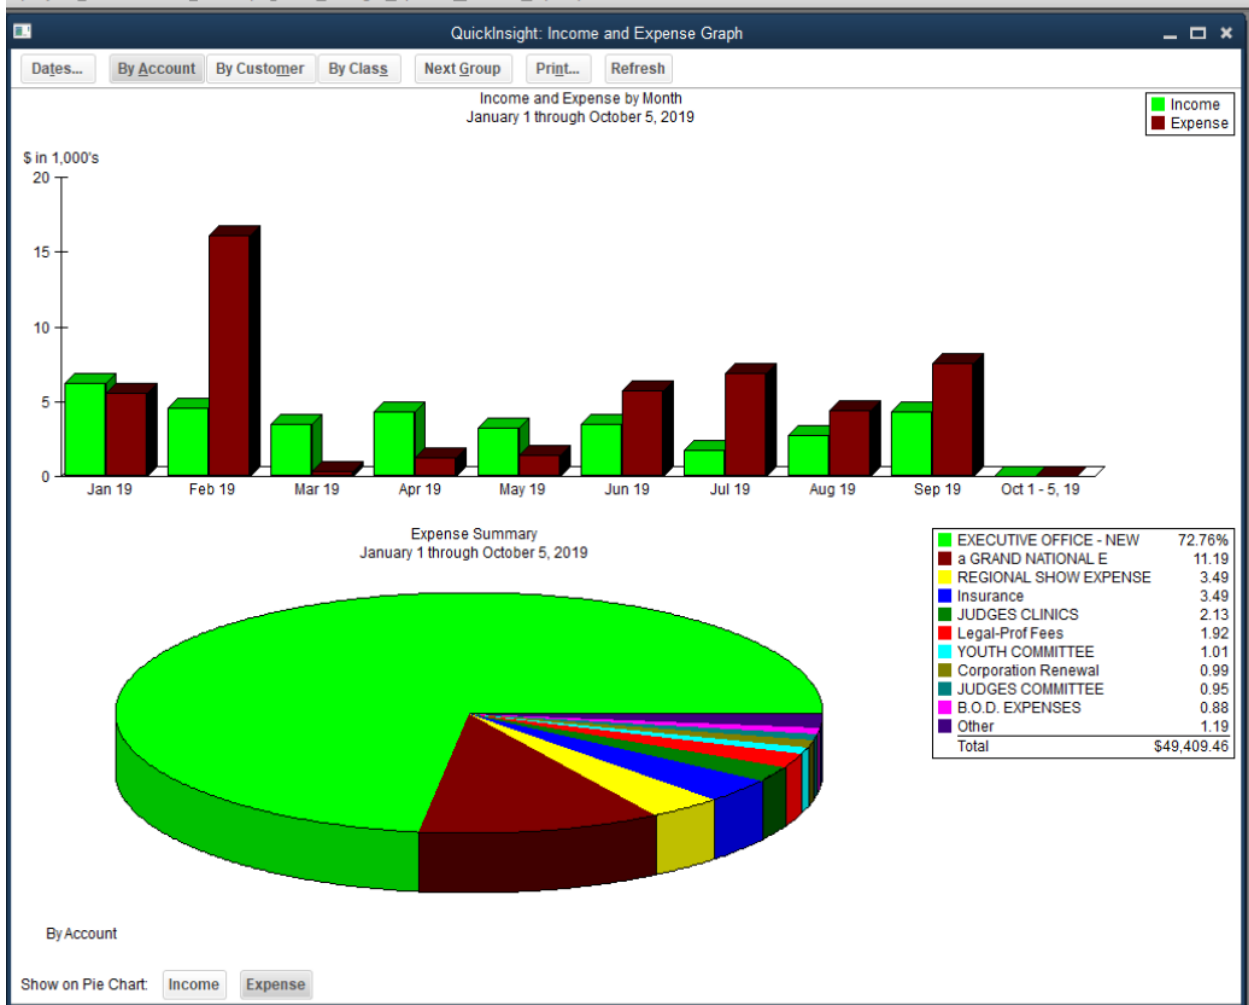 QuickInsight: Income and Expense Graph
Dates... By Account By Customer By Class Next Group Print... Refresh
Income and Expense by Month
January 1 through October 5, 2019
Income
Expense
$ in 1,000's
20
15
10
5
0
Jan 19 Feb 19 Mar 19 Apr 19 May 19 Jun 19 Jul 19 Aug 19 Sep 19 Oct 1 - 5, 19
Expense Summary
January 1 through October 5, 2019
EXECUTIVE OFFICE - NEW 72.76%
a GRAND NATIONAL E 11.19
REGIONAL SHOW EXPENSE 3.49
Insurance 3.49
JUDGES CLINICS 2.13
Legal-Prof Fees 1.92
YOUTH COMMITTEE 1.01
Corporation Renewal 0.99
JUDGES COMMITTEE 0.95
B.O.D. EXPENSES 0.88
Other 1.19
Total $49,409.46
By Account
Show on Pie Chart: Income Expense